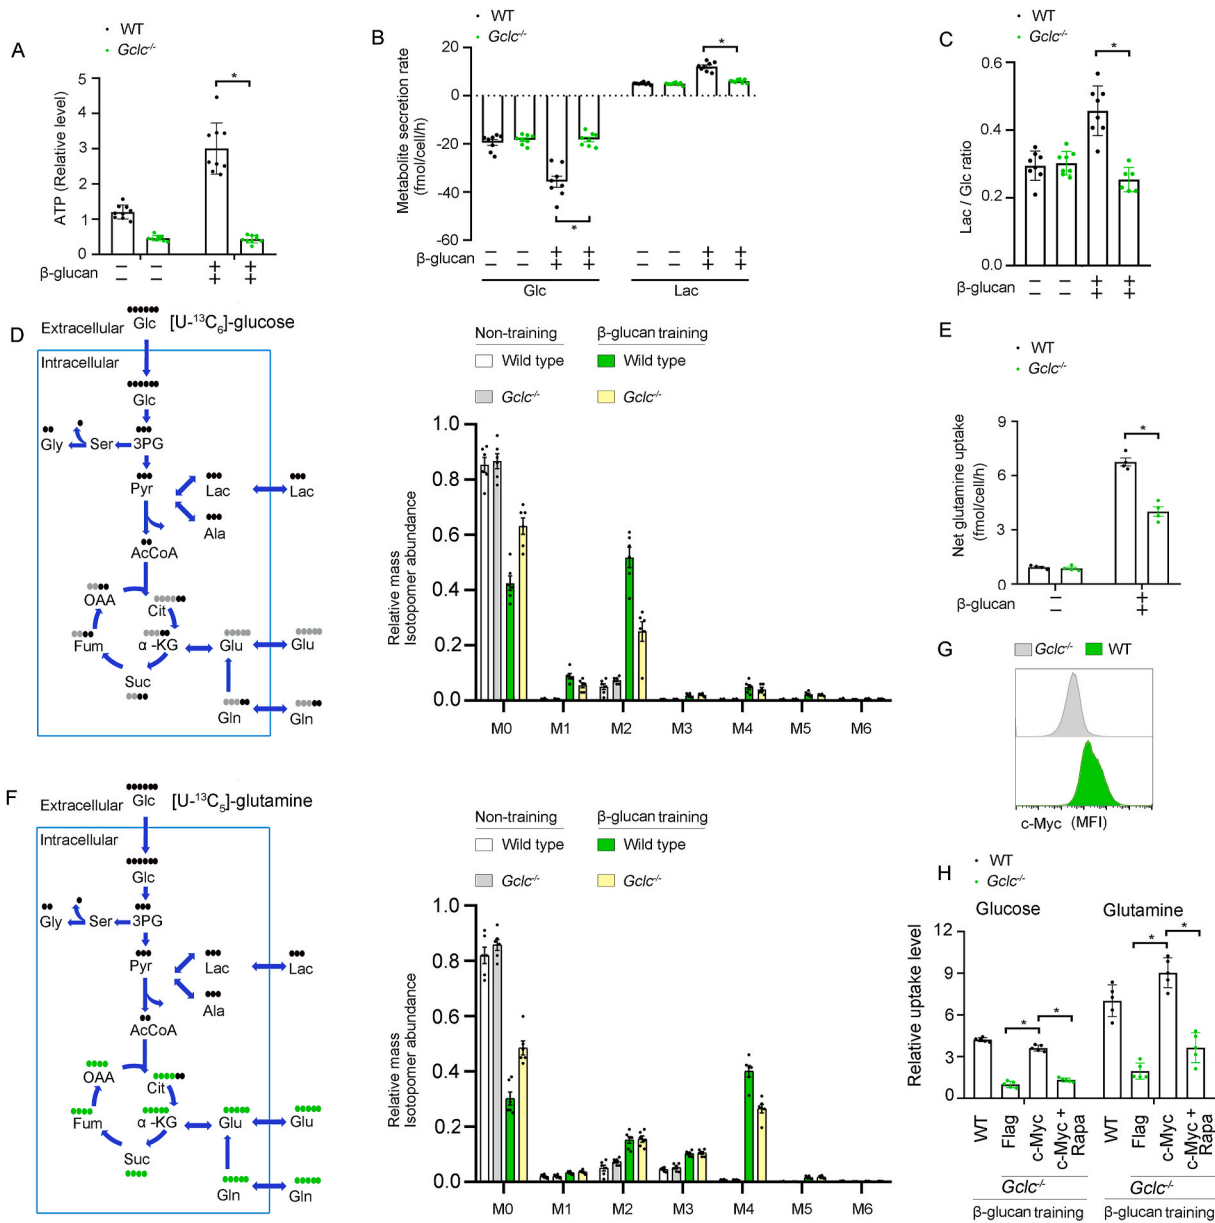 A
WT
Gclc-/-
ATP (Relative level)
5
4
3
2
1
0
*
β-glucan
− − + +
− − + +
B
WT
Gclc-/-
Metabolite secretion rate
(fmol/cell/h)
20
0
-20
-40
-60
*
*
β-glucan
− − + + − − + +
− − + + − − + +
Glc Lac
C
WT
Gclc-/-
Lac / Glc ratio
0.6
0.4
0.2
0.0
*
β-glucan
− − + +
− − + +
D
Extracellular
Glc
[U-13C6]-glucose
Intracellular
Glc
Gly Ser 3PG
Pyr Lac Lac
Ala
AcCoA
OAA Cit
Fum α -KG Glu Glu
Suc
Gln Gln
Non-training β-glucan training
Wild type Wild type
Gclc-/- Gclc-/-
Relative mass
Isotopomer abundance
1.0
0.8
0.6
0.4
0.2
0.0
M0 M1 M2 M3 M4 M5 M6
E
WT
Gclc-/-
Net glutamine uptake
(fmol/cell/h)
9
6
3
0
*
β-glucan
− +
− +
F
Extracellular
Glc
[U-13C5]-glutamine
Intracellular
Glc
Gly Ser 3PG
Pyr Lac Lac
Ala
AcCoA
OAA Cit
Fum α -KG Glu Glu
Suc
Gln Gln
Non-training β-glucan training
Wild type Wild type
Gclc-/- Gclc-/-
Relative mass
Isotopomer abundance
1.0
0.8
0.6
0.4
0.2
0.0
M0 M1 M2 M3 M4 M5 M6
G
Gclc-/- WT
c-Myc (MFI)
H
WT
Gclc-/-
Glucose Glutamine
Relative uptake level
12
9
6
3
0
* * * *
WT Flag c-Myc c-Myc + Rapa WT Flag c-Myc c-Myc + Rapa
Gclc-/- Gclc-/-
β-glucan training β-glucan training